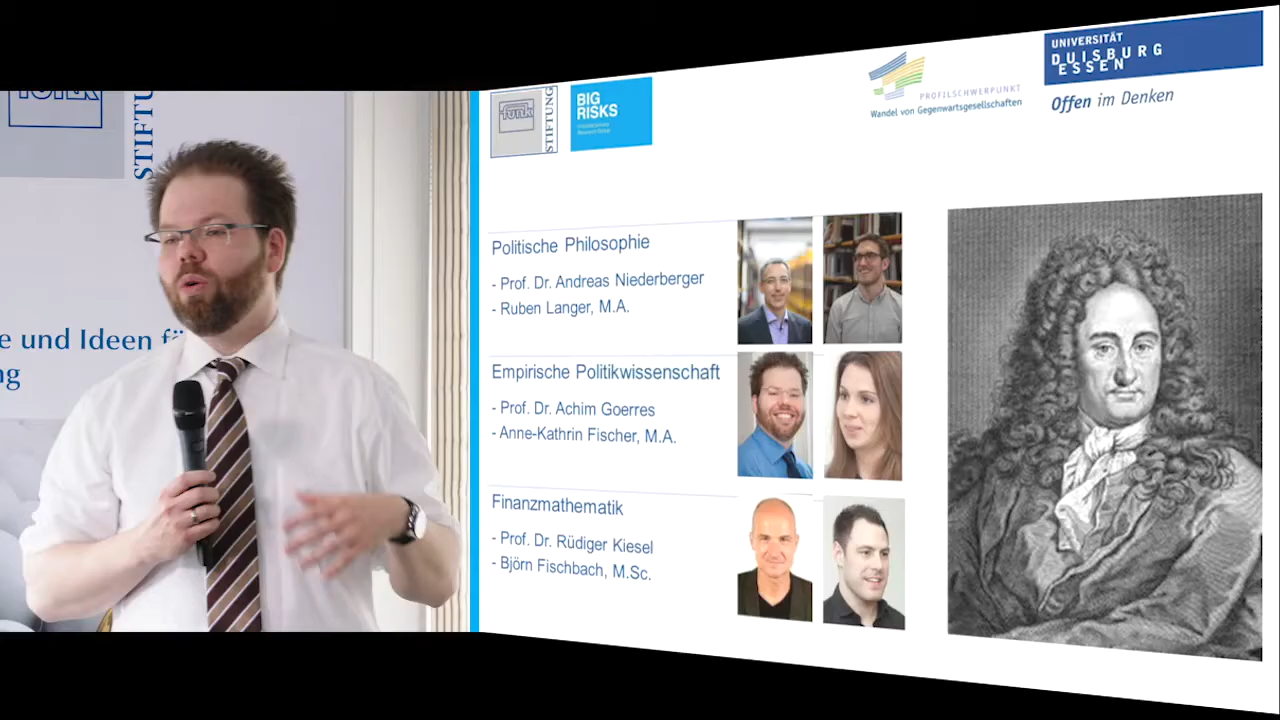 STIFTU
e und Ideen fü
ng
STIFTUNG
BIG
RISKS
PROFILSCHWERPUNKT
Wandel von Gegenwartsgesellschaften
UNIVERSITÄT
DUISBURG
ESSEN
Offen im Denken
Politische Philosophie
- Prof. Dr. Andreas Niederberger
- Ruben Langer, M.A.
Empirische Politikwissenschaft
- Prof. Dr. Achim Goerres
- Anne-Kathrin Fischer, M.A.
Finanzmathematik
- Prof. Dr. Rüdiger Kiesel
- Björn Fischbach, M.Sc.